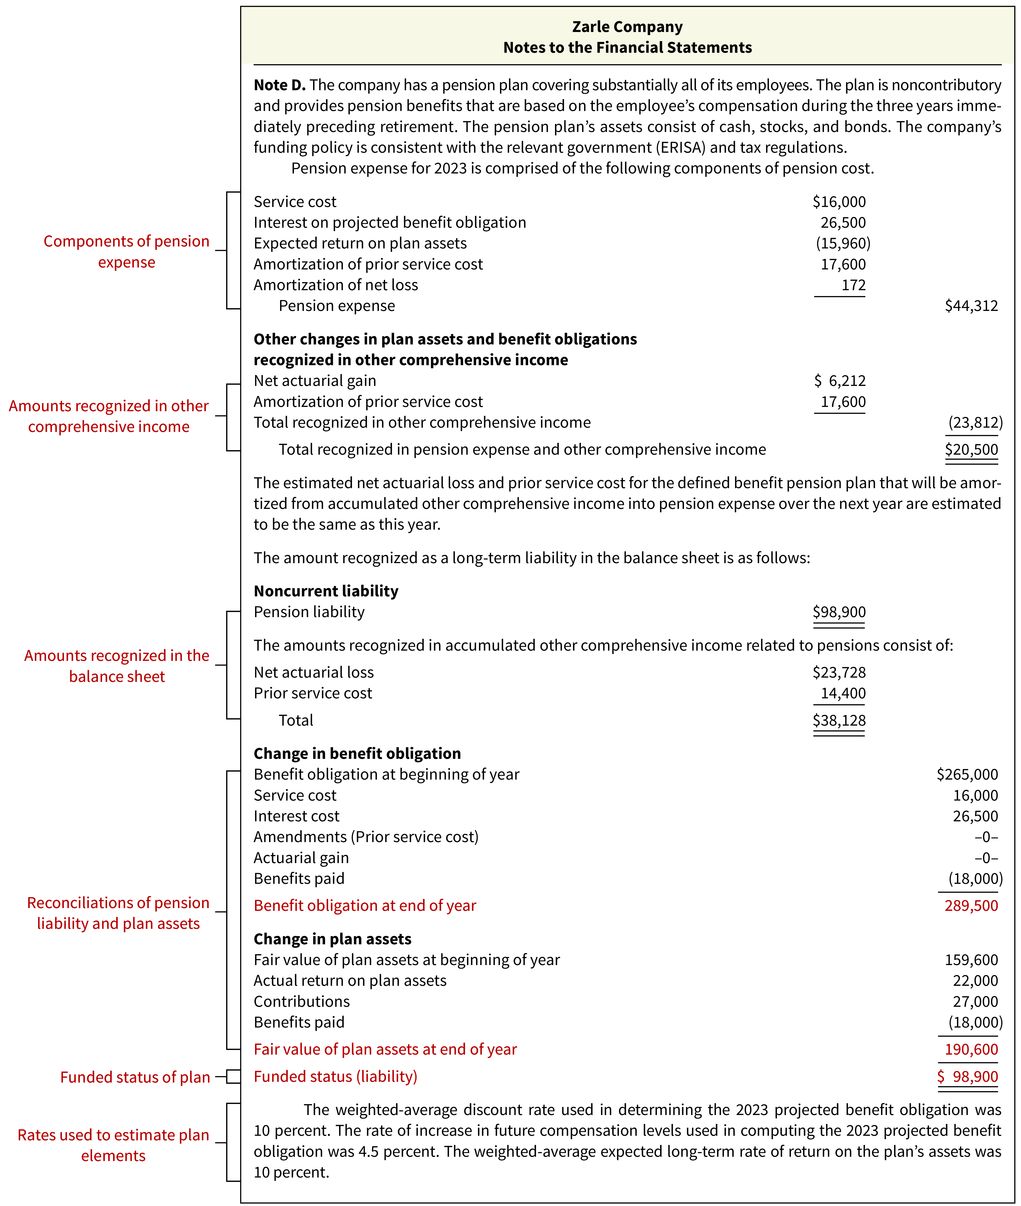 Zarle Company
Notes to the Financial Statements
Note D. The company has a pension plan covering substantially all of its employees. The plan is noncontributory
and provides pension benefits that are based on the employee's compensation during the three years imme-
diately preceding retirement. The pension plan's assets consist of cash, stocks, and bonds. The company's
funding policy is consistent with the relevant government (ERISA) and tax regulations.
Pension expense for 2023 is comprised of the following components of pension cost.
Components of pension
expense
Service cost $16,000
Interest on projected benefit obligation 26,500
Expected return on plan assets (15,960)
Amortization of prior service cost 17,600
Amortization of net loss 172
Pension expense $44,312
Other changes in plan assets and benefit obligations
recognized in other comprehensive income
Amounts recognized in other
comprehensive income
Net actuarial gain $ 6,212
Amortization of prior service cost 17,600
Total recognized in other comprehensive income (23,812)
Total recognized in pension expense and other comprehensive income $20,500
The estimated net actuarial loss and prior service cost for the defined benefit pension plan that will be amor-
tized from accumulated other comprehensive income into pension expense over the next year are estimated
to be the same as this year.
The amount recognized as a long-term liability in the balance sheet is as follows:
Amounts recognized in the
balance sheet
Noncurrent liability
Pension liability $98,900
The amounts recognized in accumulated other comprehensive income related to pensions consist of:
Net actuarial loss $23,728
Prior service cost 14,400
Total $38,128
Reconciliations of pension
liability and plan assets
Change in benefit obligation
Benefit obligation at beginning of year $265,000
Service cost 16,000
Interest cost 26,500
Amendments (Prior service cost) –0–
Actuarial gain –0–
Benefits paid (18,000)
Benefit obligation at end of year 289,500
Change in plan assets
Fair value of plan assets at beginning of year 159,600
Actual return on plan assets 22,000
Contributions 27,000
Benefits paid (18,000)
Fair value of plan assets at end of year 190,600
Funded status of plan
Funded status (liability) $ 98,900
Rates used to estimate plan
elements
The weighted-average discount rate used in determining the 2023 projected benefit obligation was
10 percent. The rate of increase in future compensation levels used in computing the 2023 projected benefit
obligation was 4.5 percent. The weighted-average expected long-term rate of return on the plan's assets was
10 percent.